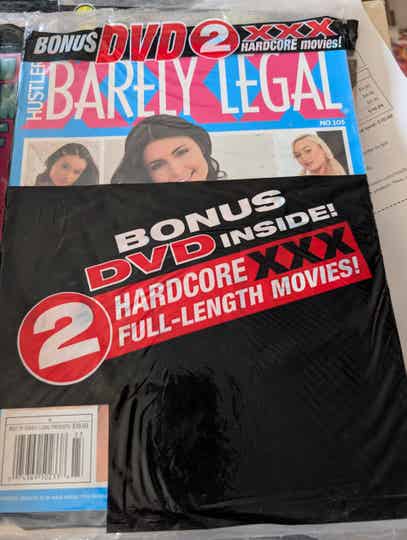 BONUS DVD 2 XXX
HARDCORE movies!
HUSTLER
BARELY LEGAL
NO. 105
BONUS
DVD INSIDE!
2 HARDCORE XXX
FULL-LENGTH MOVIES!